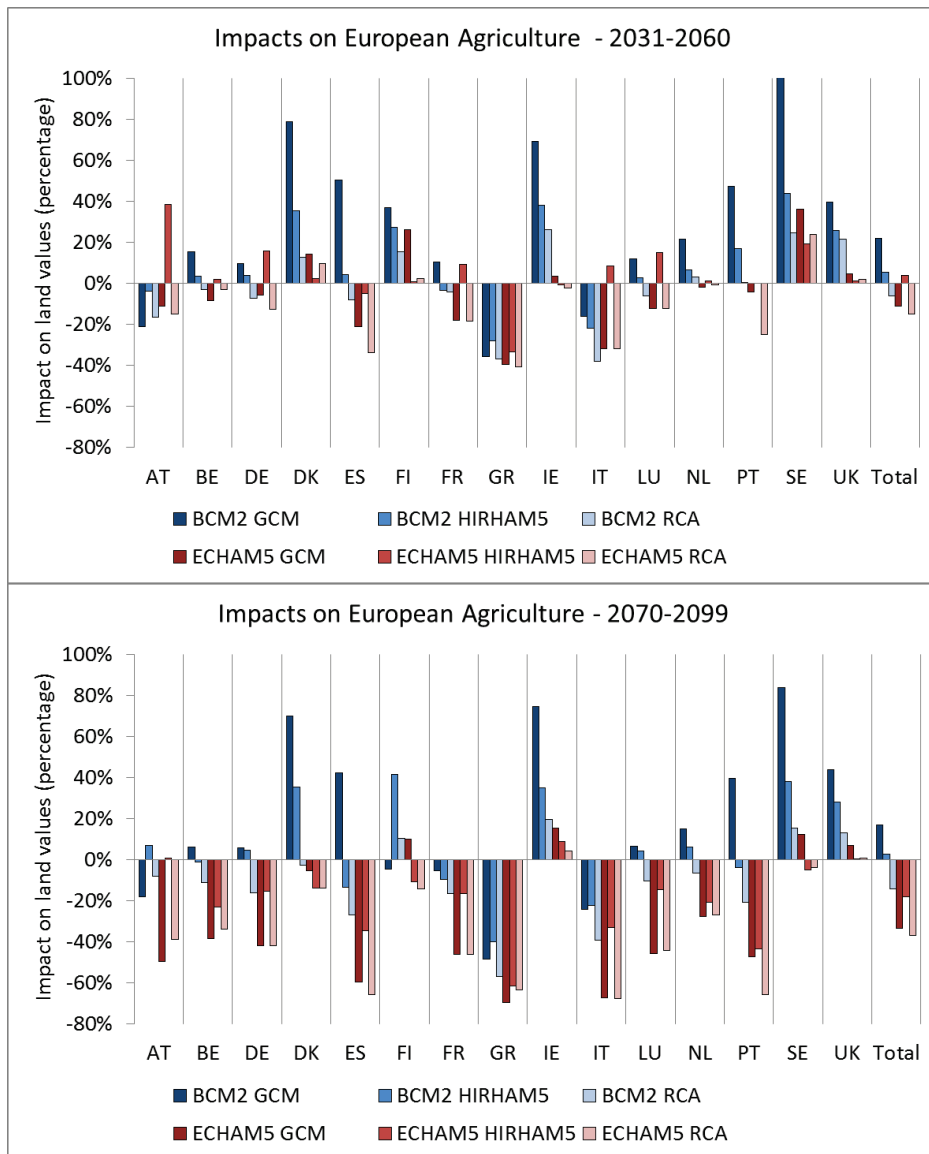 Impacts on European Agriculture - 2031-2060
Impact on land values (percentage)
100%
80%
60%
40%
20%
0%
-20%
-40%
-60%
-80%
AT BE DE DK ES FI FR GR IE IT LU NL PT SE UK Total
BCM2 GCM BCM2 HIRHAM5 BCM2 RCA
ECHAM5 GCM ECHAM5 HIRHAM5 ECHAM5 RCA
Impacts on European Agriculture - 2070-2099
Impact on land values (percentage)
100%
80%
60%
40%
20%
0%
-20%
-40%
-60%
-80%
AT BE DE DK ES FI FR GR IE IT LU NL PT SE UK Total
BCM2 GCM BCM2 HIRHAM5 BCM2 RCA
ECHAM5 GCM ECHAM5 HIRHAM5 ECHAM5 RCA